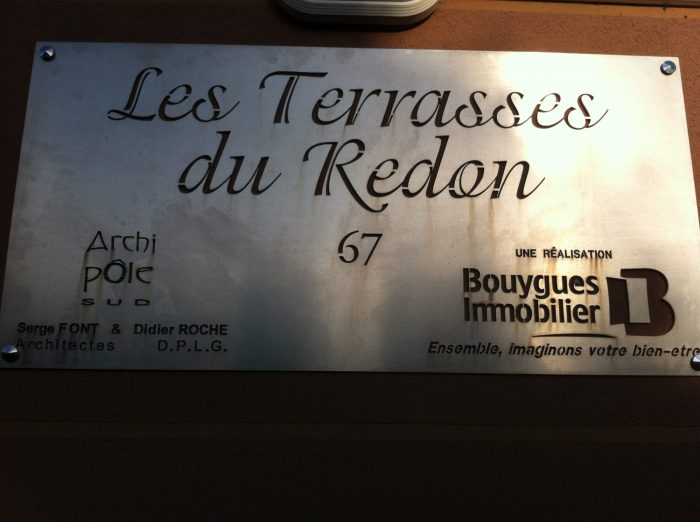 Les Terrasses
du Redon
67
Archi
pôle
SUD
Serge FONT & Didier ROCHE
Architectes D.P.L.G.
UNE RÉALISATION
Bouygues
Immobilier
B
Ensemble, imaginons votre bien-etre